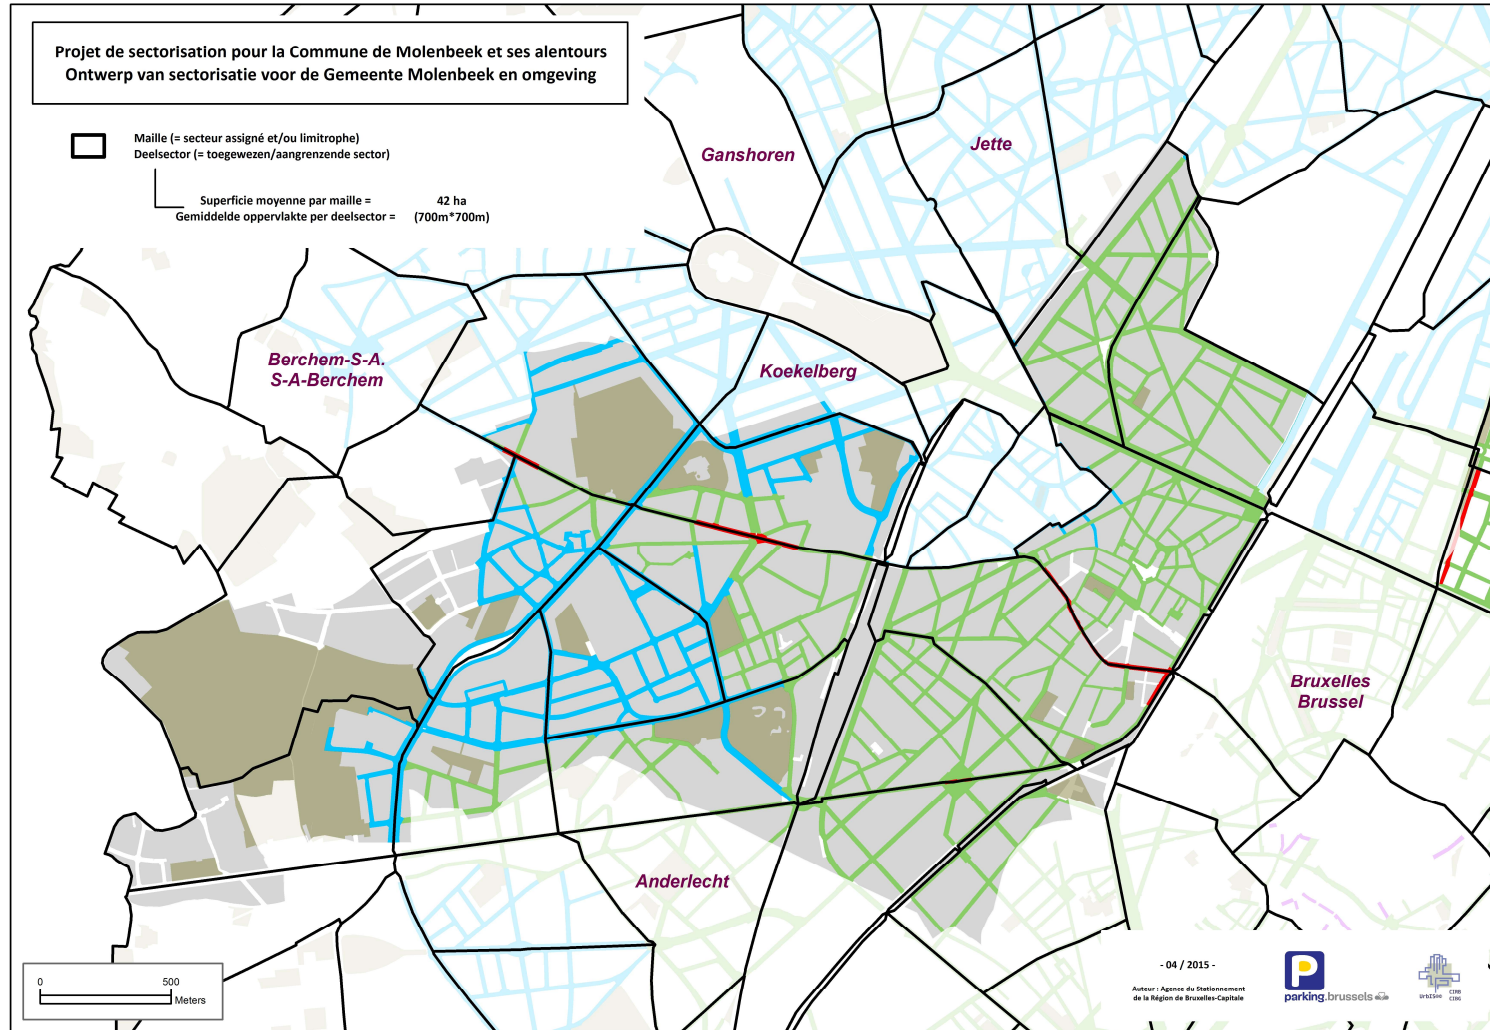 Projet de sectorisation pour la Commune de Molenbeek et ses alentours
Ontwerp van sectorisatie voor de Gemeente Molenbeek en omgeving
Maille (= secteur assigné et/ou limitrophe)
Deelsector (= toegewezen/aangrenzende sector)
Superficie moyenne par maille = 42 ha
Gemiddelde oppervlakte per deelsector = (700m*700m)
Ganshoren
Jette
Berchem-S-A.
S-A-Berchem
Koekelberg
Bruxelles
Brussel
Anderlecht
0 500
Meters
- 04 / 2015 -
Auteur : Agence du Stationnement
de la Région de Bruxelles-Capitale
P
parking.brussels
UrbISoc
CIRB
CIBG